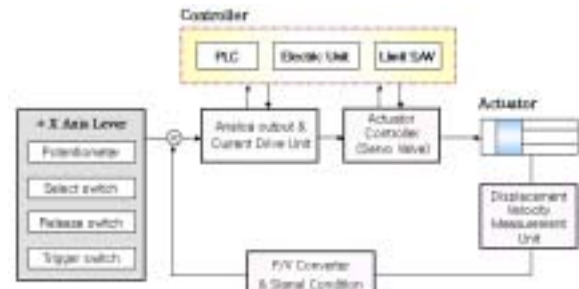 Controller
PLC
Electric Unit
Limit S/W
+ X Axis Lever
Potentiometer
Select switch
Release switch
Trigger switch
Analog output &
Current Drive Unit
Actuator
Controller
(Servo Valve)
Actuator
Displacement
Velocity
Measurement
Unit
F/V Converter
& Signal Condition